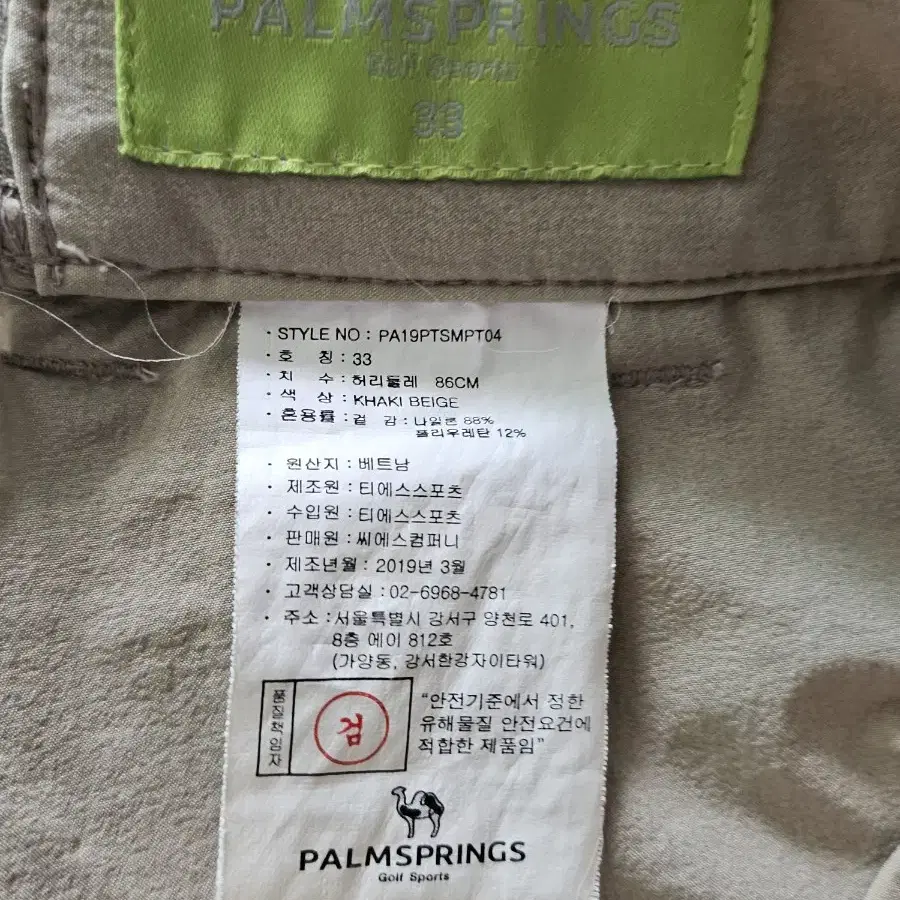 PALMSPRINGS
Golf Sports
33
· STYLE NO : PA19PTSMPT04
· 호 칭 : 33
· 치 수 : 허리둘레 86CM
· 색 상 : KHAKI BEIGE
· 혼용률 : 겉 감 : 나일론 88%
폴리우레탄 12%
· 원산지 : 베트남
· 제조원 : 티에스스포츠
· 수입원 : 티에스스포츠
· 판매원 : 씨에스컴퍼니
· 제조년월 : 2019년 3월
· 고객상담실 : 02-6968-4781
· 주소 : 서울특별시 강서구 양천로 401,
8층 에이 812호
(가양동, 강서한강자이타워)
품질책임자
검
“안전기준에서 정한
유해물질 안전요건에
적합한 제품임”
PALMSPRINGS
Golf Sports